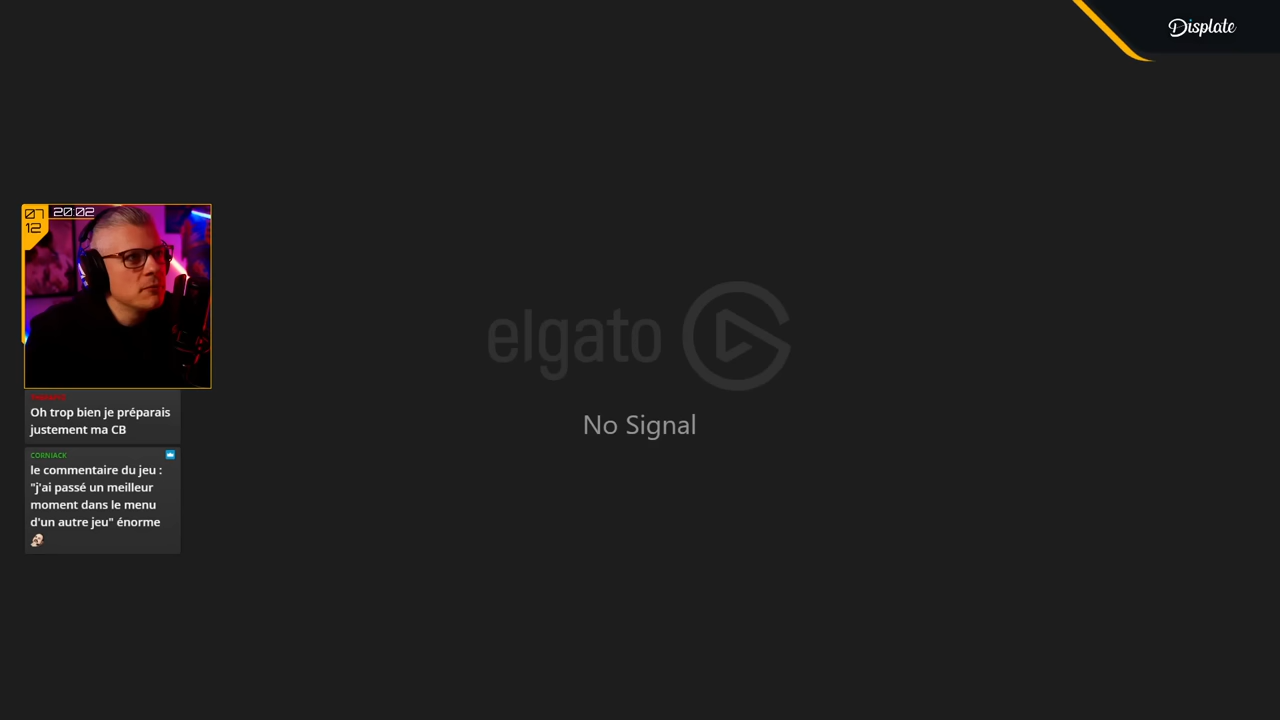 Displate
07
12
20:02
elgato
No Signal
Oh trop bien je préparais
justement ma CB
CORNIACK
le commentaire du jeu :
"j'ai passé un meilleur
moment dans le menu
d'un autre jeu" énorme